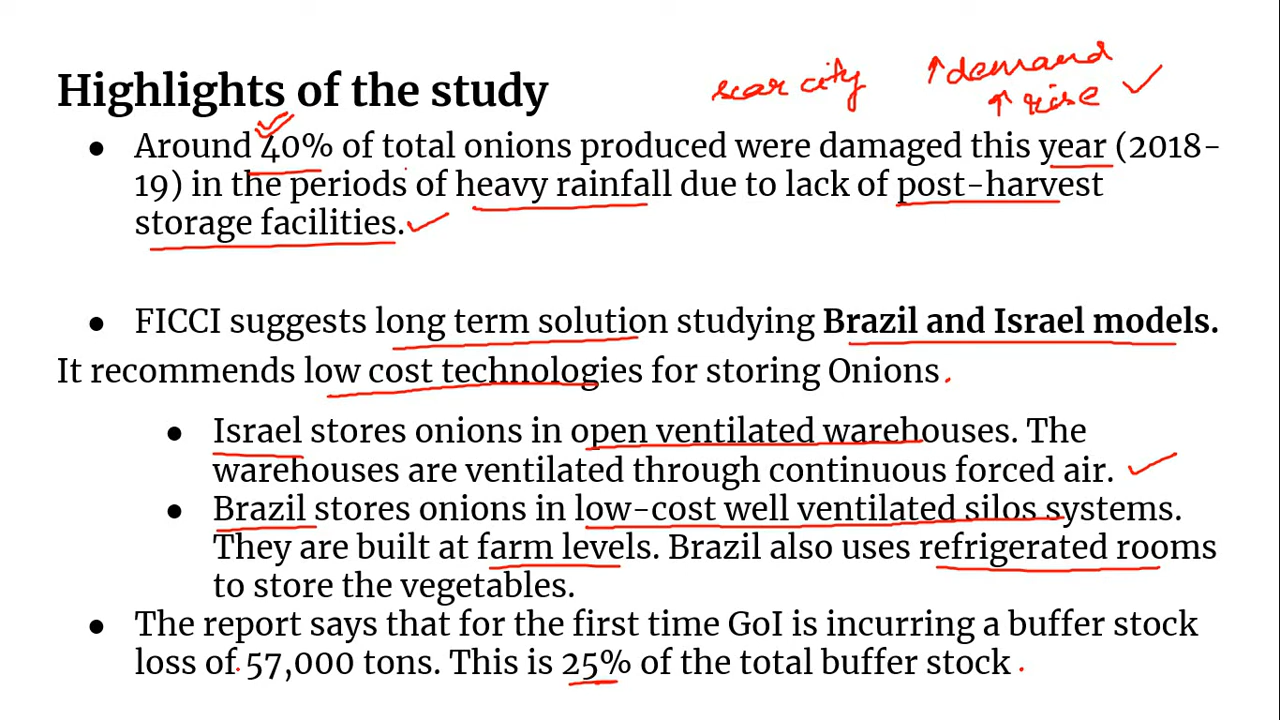 Highlights of the study
scarcity
↑demand
↑ rise ✓
● Around 40% of total onions produced were damaged this year (2018-
19) in the periods of heavy rainfall due to lack of post-harvest
storage facilities.
● FICCI suggests long term solution studying Brazil and Israel models.
It recommends low cost technologies for storing Onions.
● Israel stores onions in open ventilated warehouses. The
warehouses are ventilated through continuous forced air.
● Brazil stores onions in low-cost well ventilated silos systems.
They are built at farm levels. Brazil also uses refrigerated rooms
to store the vegetables.
● The report says that for the first time GoI is incurring a buffer stock
loss of 57,000 tons. This is 25% of the total buffer stock.